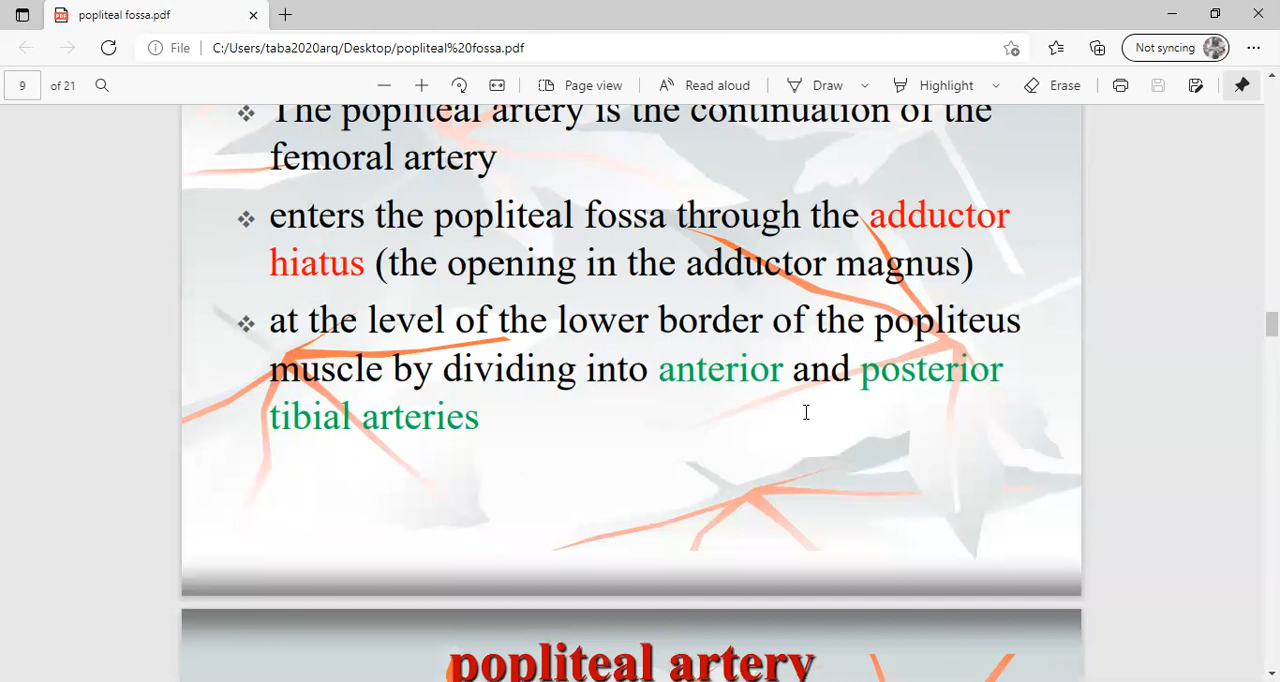 popliteal fossa.pdf
File
C:/Users/taba2020arq/Desktop/popliteal%20fossa.pdf
Not syncing
9 of 21
Page view
Read aloud
Draw
Highlight
Erase
❖ The popliteal artery is the continuation of the
femoral artery
❖ enters the popliteal fossa through the adductor
hiatus (the opening in the adductor magnus)
❖ at the level of the lower border of the popliteus
muscle by dividing into anterior and posterior
tibial arteries
popliteal artery